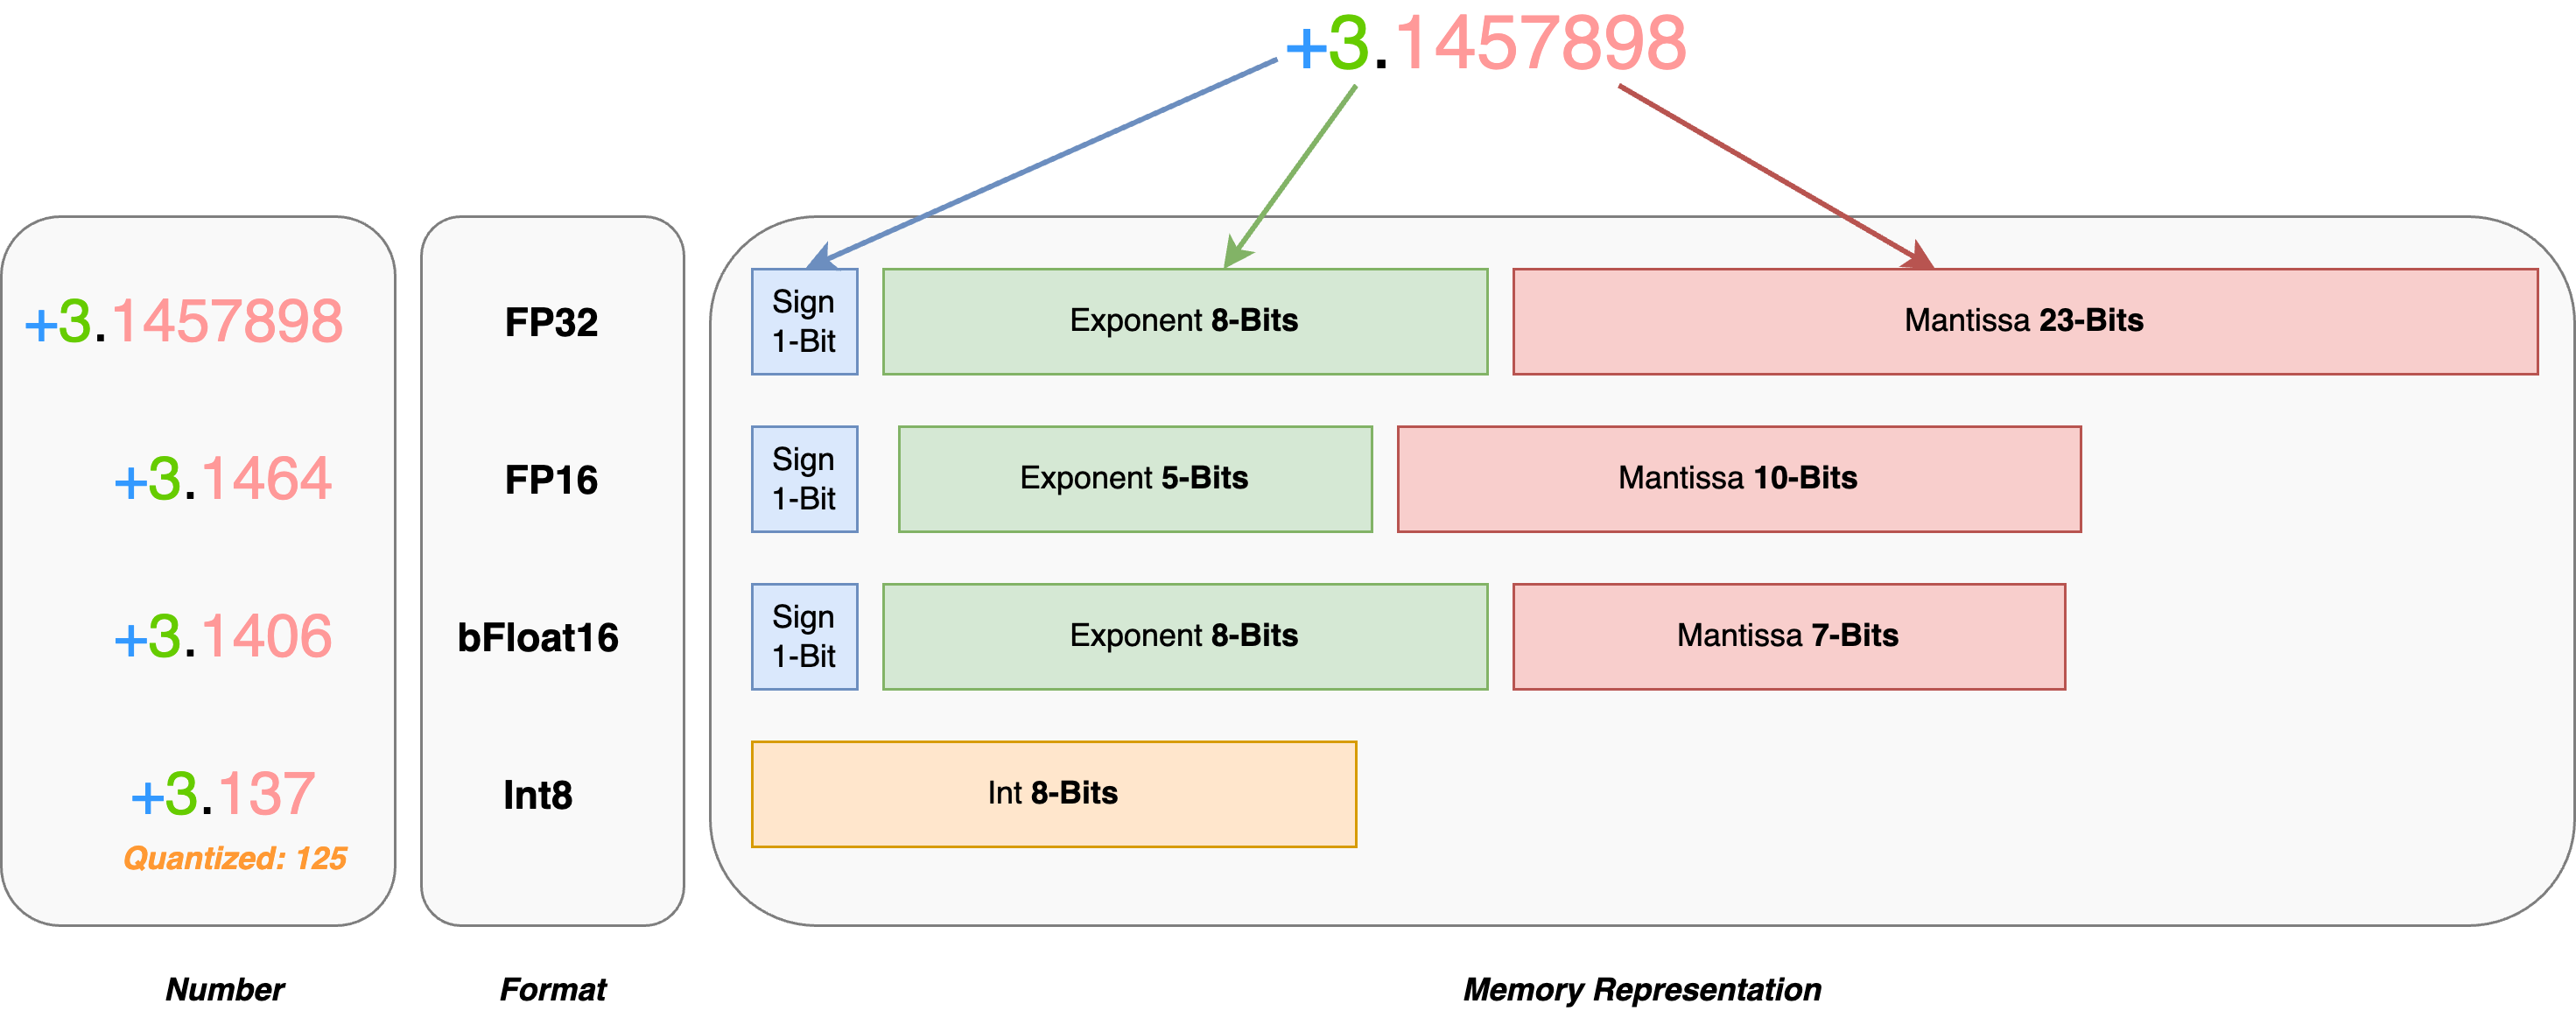 +3.1457898
+3.1457898
FP32
Sign
1-Bit
Exponent 8-Bits
Mantissa 23-Bits
+3.1464
FP16
Sign
1-Bit
Exponent 5-Bits
Mantissa 10-Bits
+3.1406
bFloat16
Sign
1-Bit
Exponent 8-Bits
Mantissa 7-Bits
+3.137
Quantized: 125
Int8
Int 8-Bits
Number
Format
Memory Representation